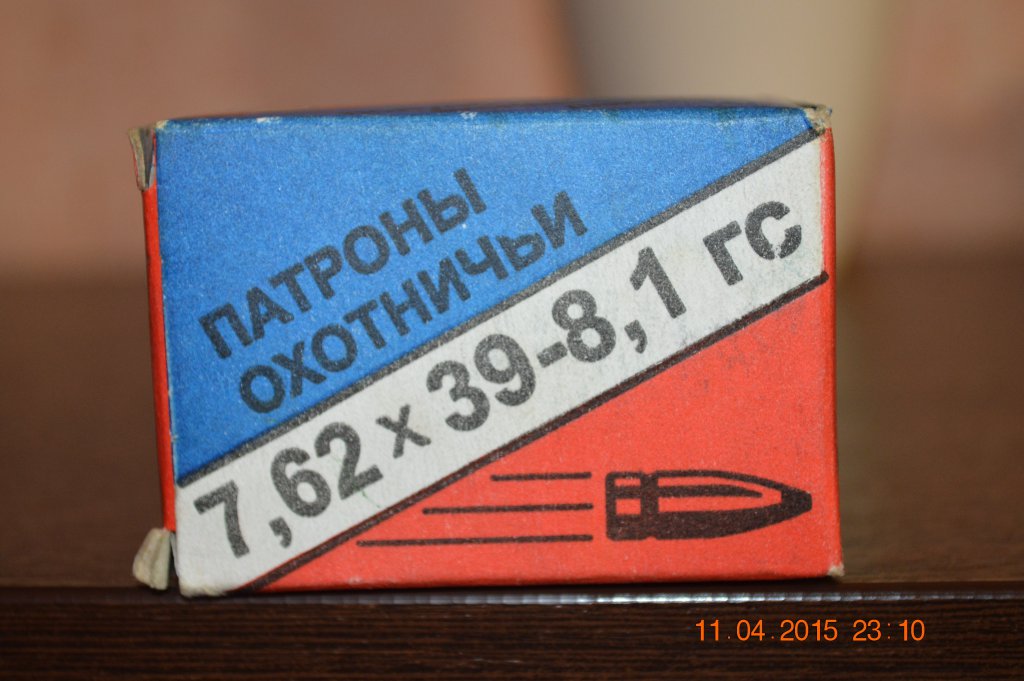 ПАТРОНЫ
ОХОТНИЧЬИ
7,62 x 39-8,1 гс
11.04.2015 23:10